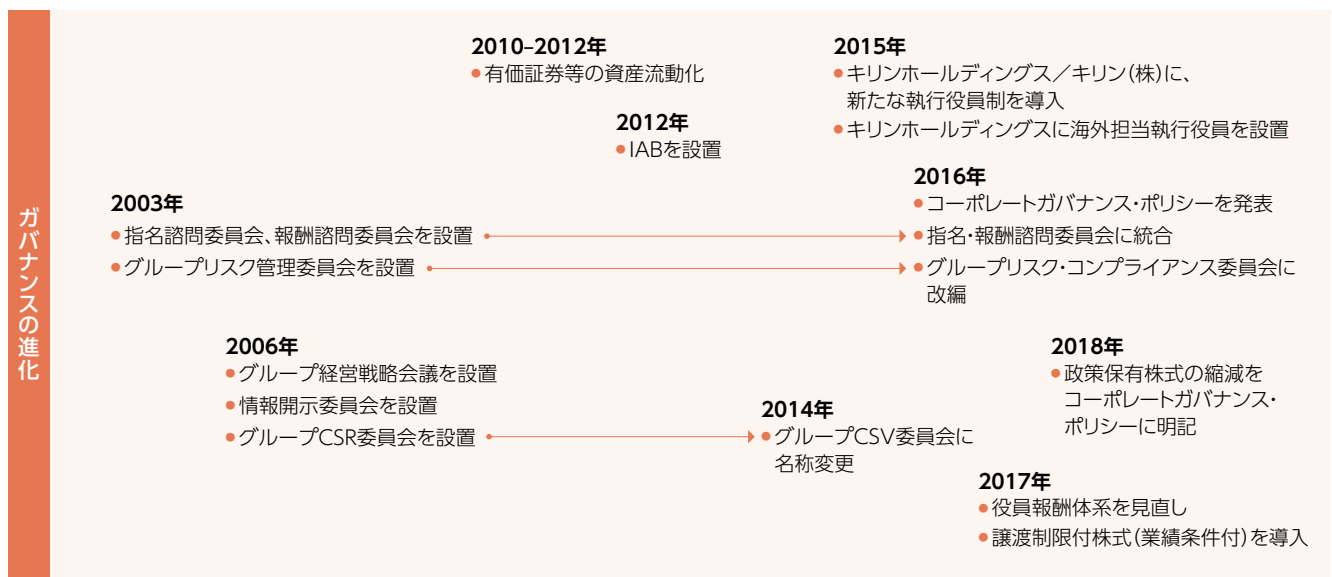 ガバナンスの進化
2010–2012年
●有価証券等の資産流動化
2012年
●IABを設置
2015年
●キリンホールディングス／キリン(株)に、
新たな執行役員制を導入
●キリンホールディングスに海外担当執行役員を設置
2003年
●指名諮問委員会、報酬諮問委員会を設置
●グループリスク管理委員会を設置
2016年
●コーポレートガバナンス・ポリシーを発表
●指名・報酬諮問委員会に統合
●グループリスク・コンプライアンス委員会に
改編
2006年
●グループ経営戦略会議を設置
●情報開示委員会を設置
●グループCSR委員会を設置
2014年
●グループCSV委員会に
名称変更
2018年
●政策保有株式の縮減を
コーポレートガバナンス・
ポリシーに明記
2017年
●役員報酬体系を見直し
●譲渡制限付株式(業績条件付)を導入